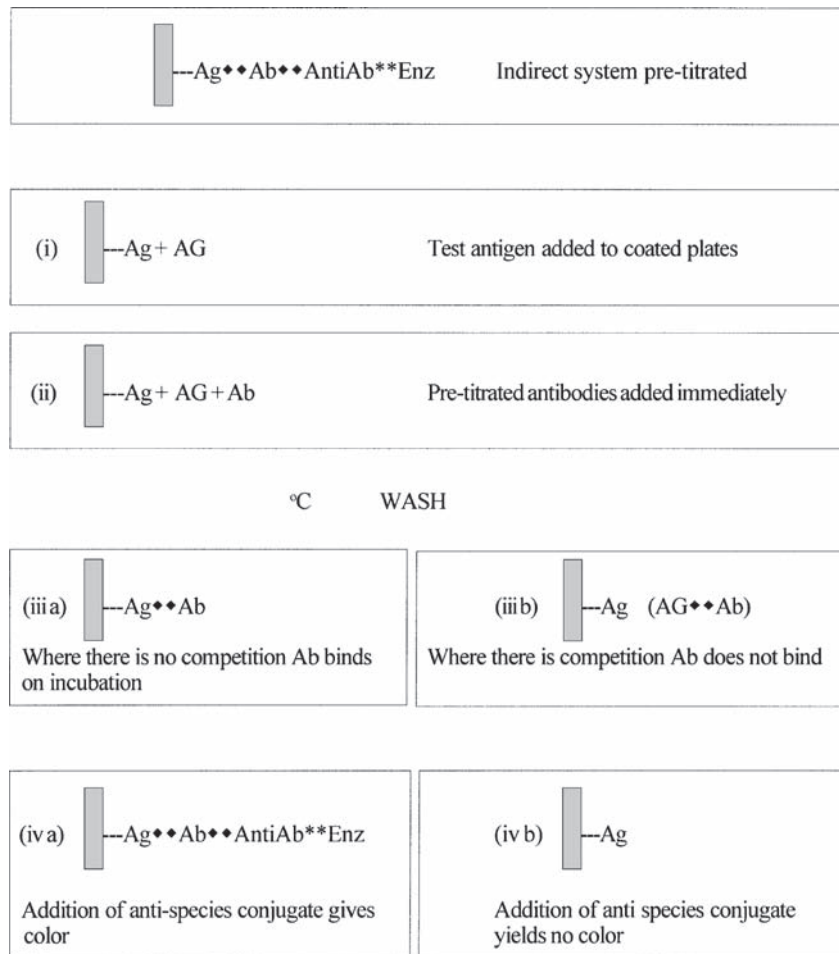 ---Ag♦♦Ab♦♦AntiAb**Enz Indirect system pre-titrated
(i) ---Ag + AG Test antigen added to coated plates
(ii) ---Ag + AG + Ab Pre-titrated antibodies added immediately
°C WASH
(iii a) ---Ag♦♦Ab
Where there is no competition Ab binds
on incubation
(iii b) ---Ag (AG♦♦Ab)
Where there is competition Ab does not bind
(iv a) ---Ag♦♦Ab♦♦AntiAb**Enz
Addition of anti-species conjugate gives
color
(iv b) ---Ag
Addition of anti species conjugate
yields no color